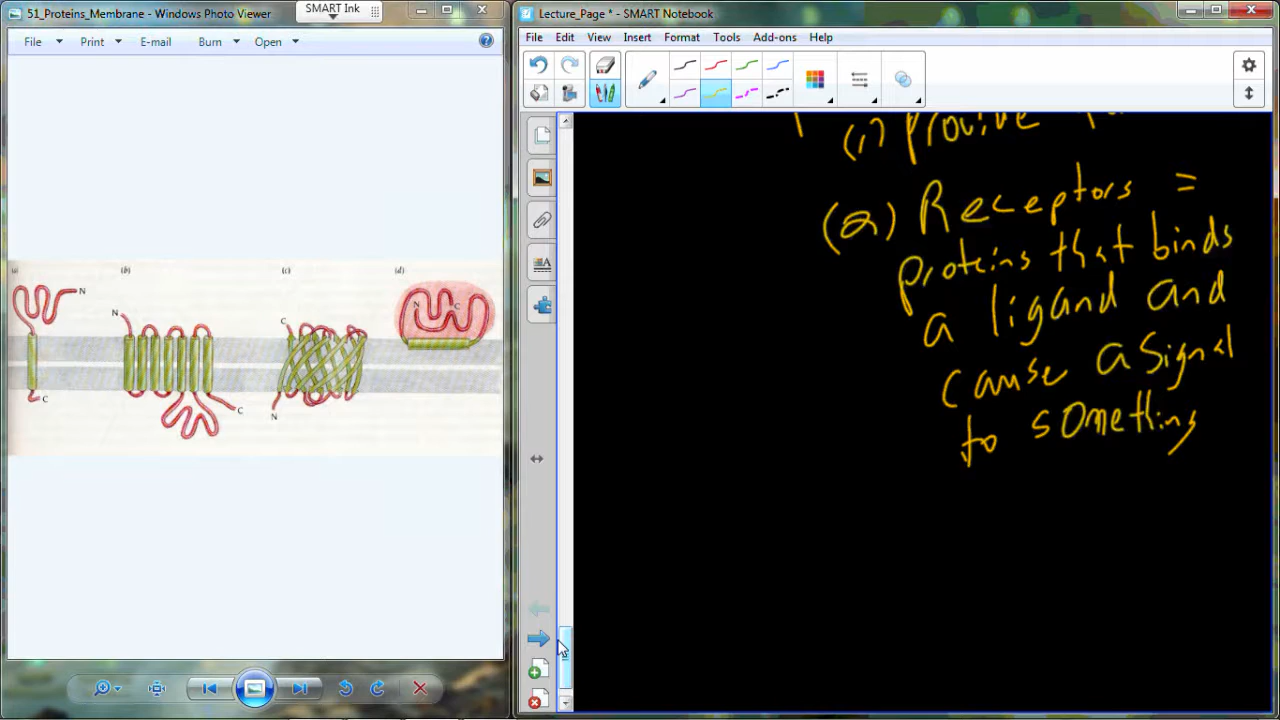 51_Proteins_Membrane - Windows Photo Viewer
SMART Ink
File Print E-mail Burn Open
(a) (b) (c) (d)
N
N
C
N C
C
C
N
Lecture_Page * - SMART Notebook
File Edit View Insert Format Tools Add-ons Help
(1) Provide
(2) Receptors =
proteins that binds
a ligand and
cause a signal
to something